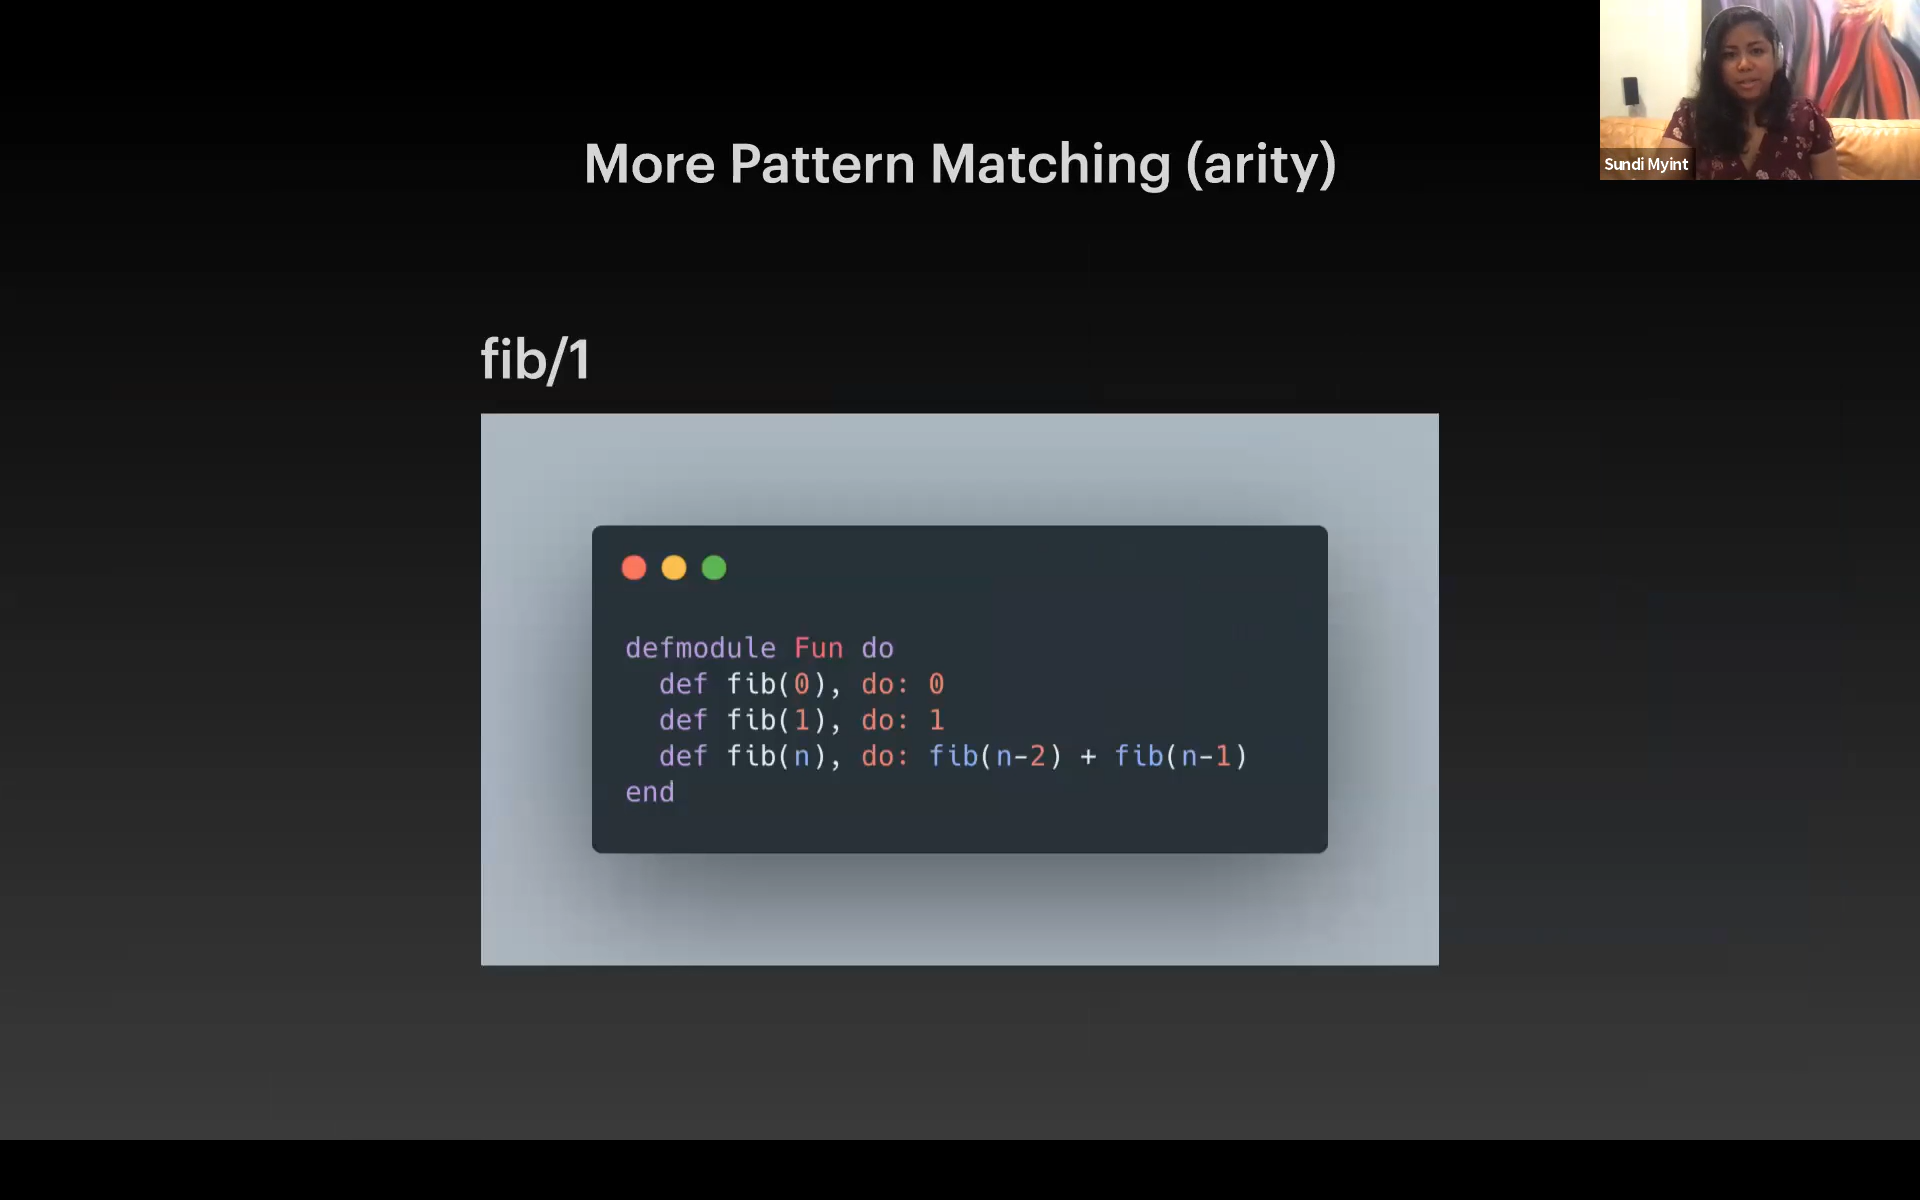 More Pattern Matching (arity)
Sundi Myint
fib/1
defmodule Fun do
  def fib(0), do: 0
  def fib(1), do: 1
  def fib(n), do: fib(n-2) + fib(n-1)
end